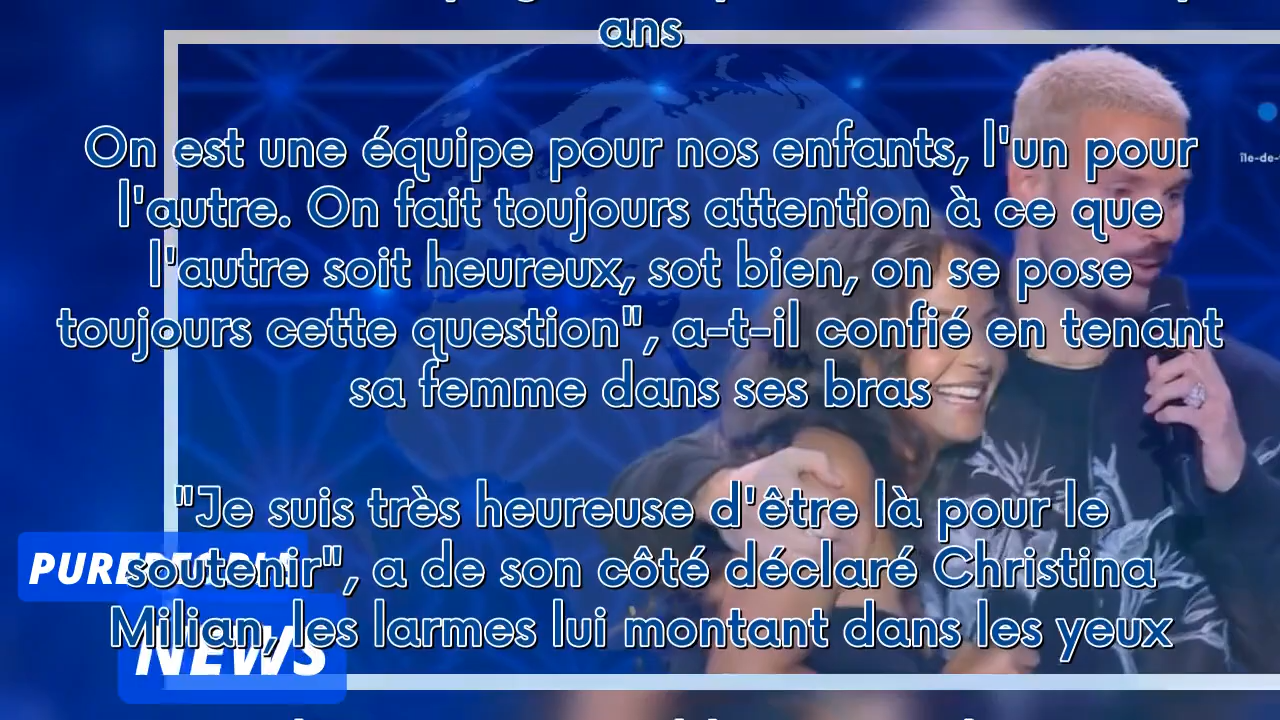 ans
On est une équipe pour nos enfants, l'un pour
l'autre. On fait toujours attention à ce que
l'autre soit heureux, sot bien, on se pose
toujours cette question", a-t-il confié en tenant
sa femme dans ses bras
"Je suis très heureuse d'être là pour le
soutenir", a de son côté déclaré Christina
Milian, les larmes lui montant dans les yeux
NEWS